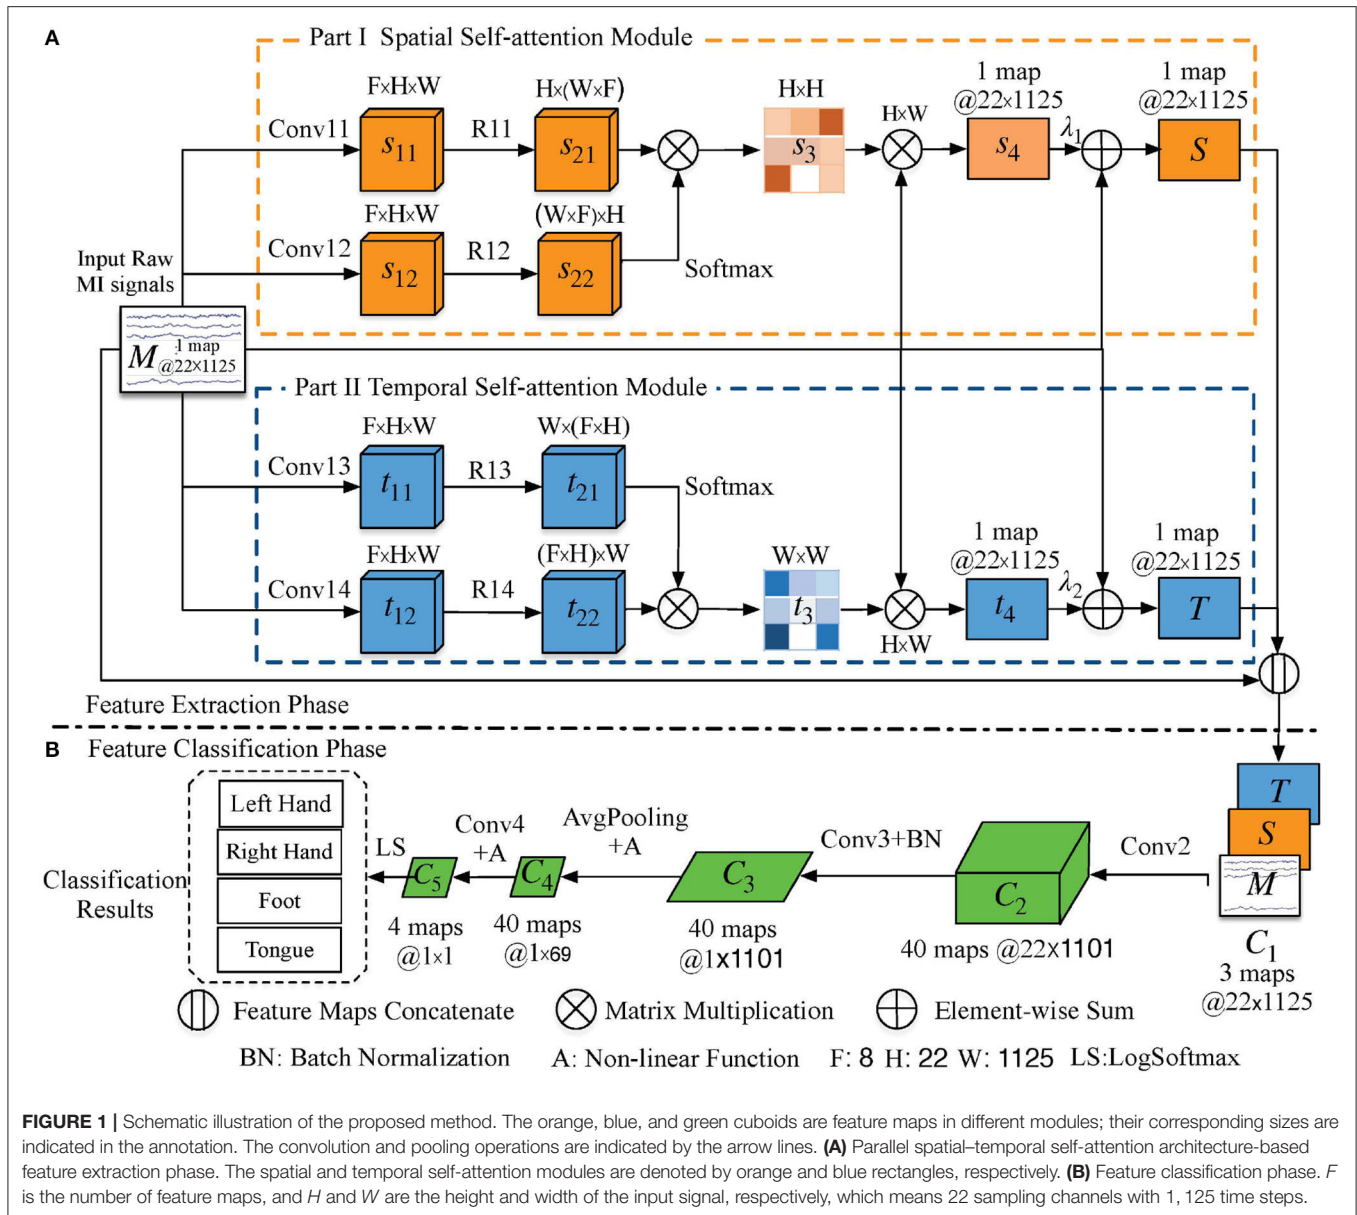 A
Part I Spatial Self-attention Module
F×H×W
H×(W×F)
H×H
H×W
1 map
@22×1125
1 map
@22×1125
Conv11
s11
R11
s21
s3
s4
λ1
S
F×H×W
(W×F)×H
Conv12
s12
R12
s22
Softmax
Input Raw
MI signals
M
1 map
@22×1125
Part II Temporal Self-attention Module
F×H×W
W×(F×H)
Conv13
t11
R13
t21
Softmax
F×H×W
(F×H)×W
W×W
1 map
@22×1125
1 map
@22×1125
Conv14
t12
R14
t22
t3
H×W
t4
λ2
T
Feature Extraction Phase
B Feature Classification Phase
Left Hand
Right Hand
Foot
Tongue
Classification
Results
LS
C5
4 maps
@1×1
Conv4
+A
C4
40 maps
@1×69
AvgPooling
+A
C3
40 maps
@1×1101
Conv3+BN
C2
40 maps @22×1101
Conv2
T
S
M
C1
3 maps
@22×1125
Feature Maps Concatenate
Matrix Multiplication
Element-wise Sum
BN: Batch Normalization A: Non-linear Function F: 8 H: 22 W: 1125 LS:LogSoftmax
FIGURE 1 | Schematic illustration of the proposed method. The orange, blue, and green cuboids are feature maps in different modules; their corresponding sizes are
indicated in the annotation. The convolution and pooling operations are indicated by the arrow lines. (A) Parallel spatial–temporal self-attention architecture-based
feature extraction phase. The spatial and temporal self-attention modules are denoted by orange and blue rectangles, respectively. (B) Feature classification phase. F
is the number of feature maps, and H and W are the height and width of the input signal, respectively, which means 22 sampling channels with 1, 125 time steps.